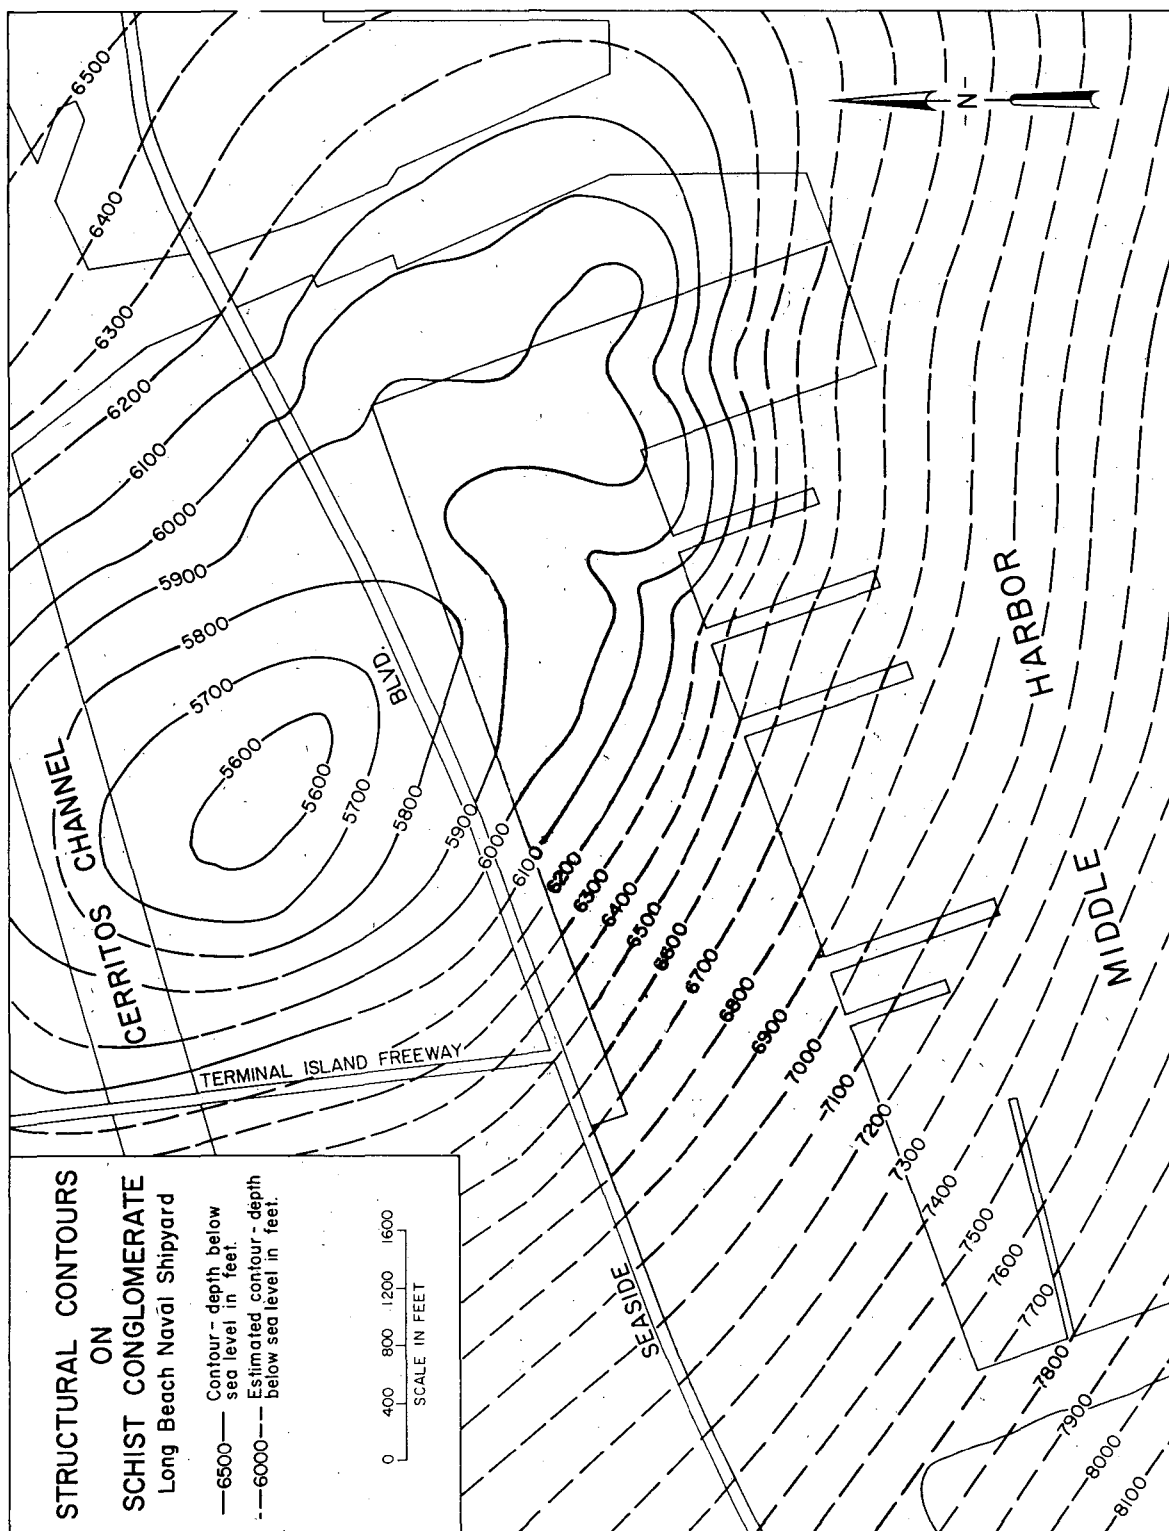 STRUCTURAL CONTOURS
ON
SCHIST CONGLOMERATE
Long Beach Naval Shipyard
—6500— Contour - depth below
sea level in feet.
---6000--- Estimated contour - depth
below sea level in feet.
0 400 800 1200 1600
SCALE IN FEET
-N-
CERRITOS CHANNEL
TERMINAL ISLAND FREEWAY
SEASIDE
BLVD.
MIDDLE HARBOR
6500
6400
6300
6200
6100
6000
5900
5800
5700
5600
5600
5700
5800
5900
6000
6100
6200
6300
6400
6500
6600
6700
6800
6900
7000
7100
7200
7300
7400
7500
7600
7700
7800
7900
8000
8100